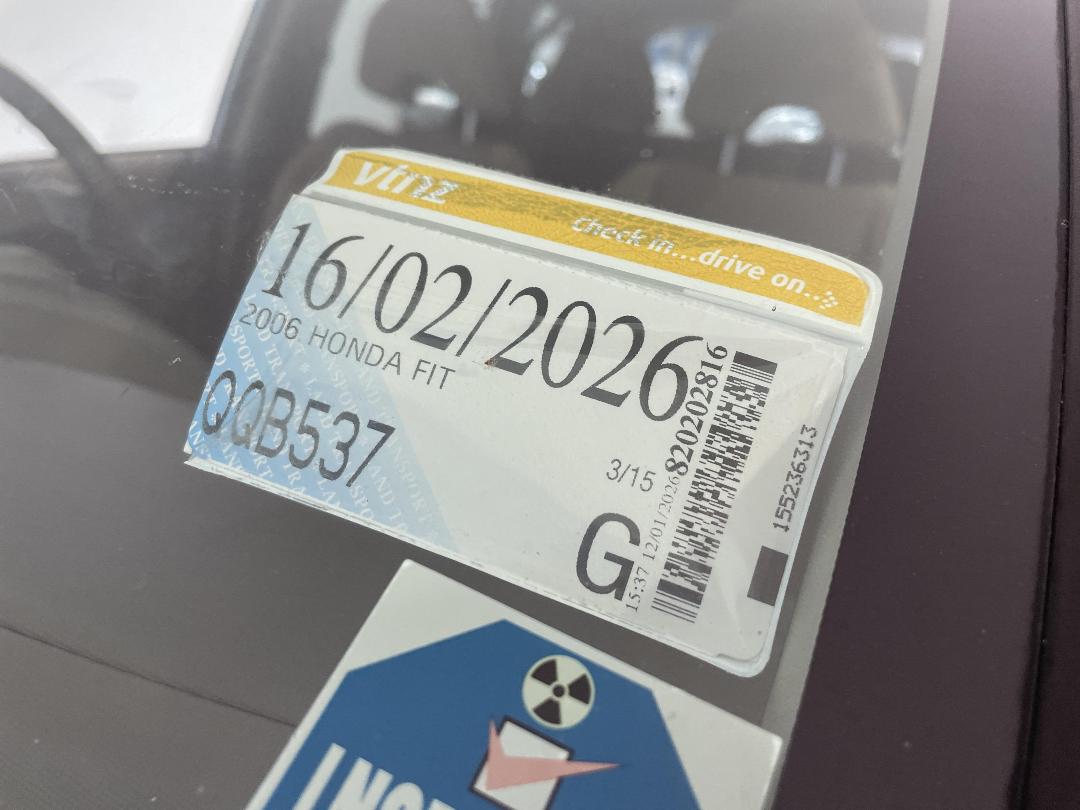 vtnz
Check in...drive on...
16/02/2026
2006 HONDA FIT
QQB537
3/15
G
15:37 12/01/2026
820202816
155236313